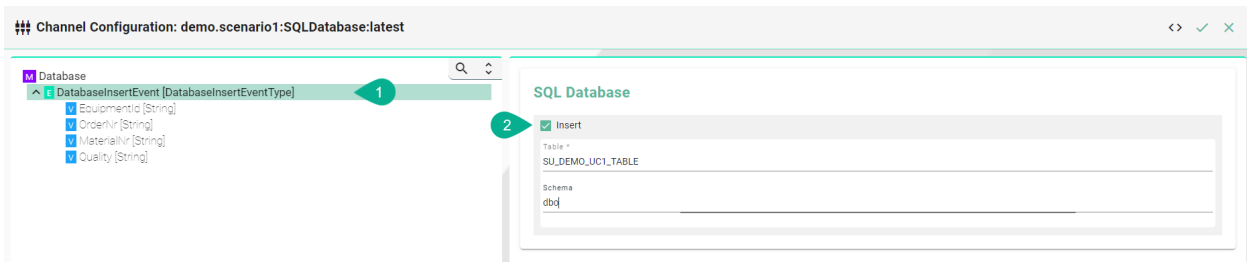 Channel Configuration: demo.scenario1:SQLDatabase:latest
<>
M Database
E DatabaseInsertEvent [DatabaseInsertEventType]
1
V EquipmentId [String]
V OrderNr [String]
V MaterialNr [String]
V Quality [String]
SQL Database
2
Insert
Table *
SU_DEMO_UC1_TABLE
Schema
dbo